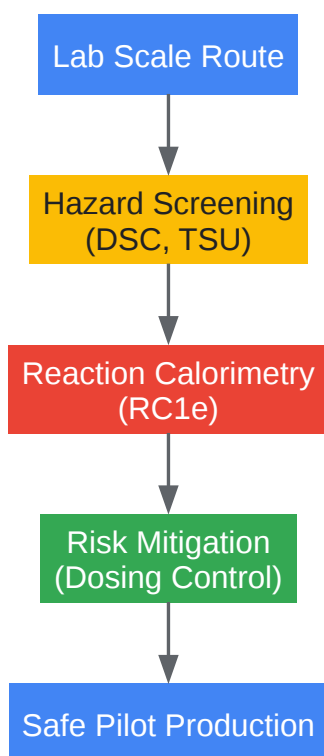 Lab Scale Route
Hazard Screening
(DSC, TSU)
Reaction Calorimetry
(RC1e)
Risk Mitigation
(Dosing Control)
Safe Pilot Production